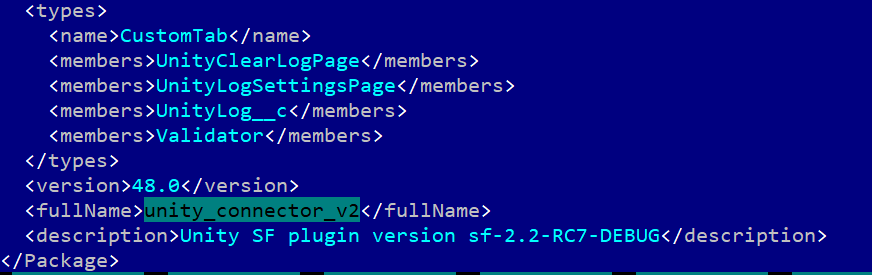 <types>
<name>CustomTab</name>
<members>UnityClearLogPage</members>
<members>UnityLogSettingsPage</members>
<members>UnityLog__c</members>
<members>Validator</members>
</types>
<version>48.0</version>
<fullName>unity_connector_v2</fullName>
<description>Unity SF plugin version sf-2.2-RC7-DEBUG</description>
</Package>